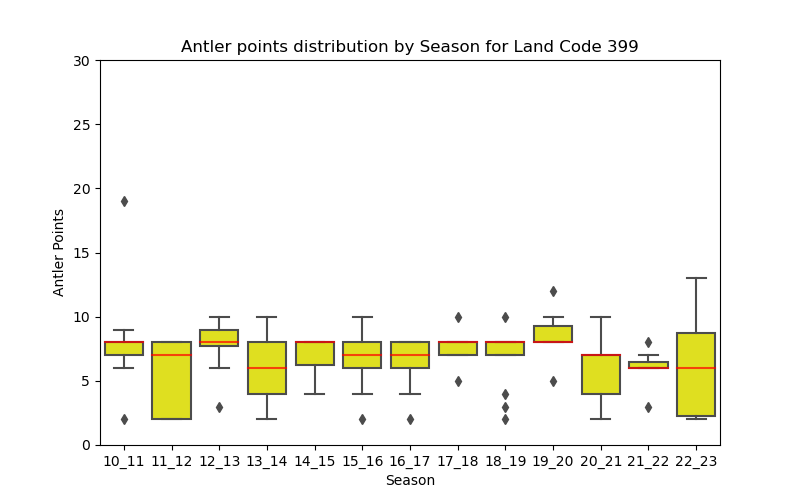 Antler points distribution by Season for Land Code 399
30
25
20
15
10
5
0
Antler Points
10_11 11_12 12_13 13_14 14_15 15_16 16_17 17_18 18_19 19_20 20_21 21_22 22_23
Season